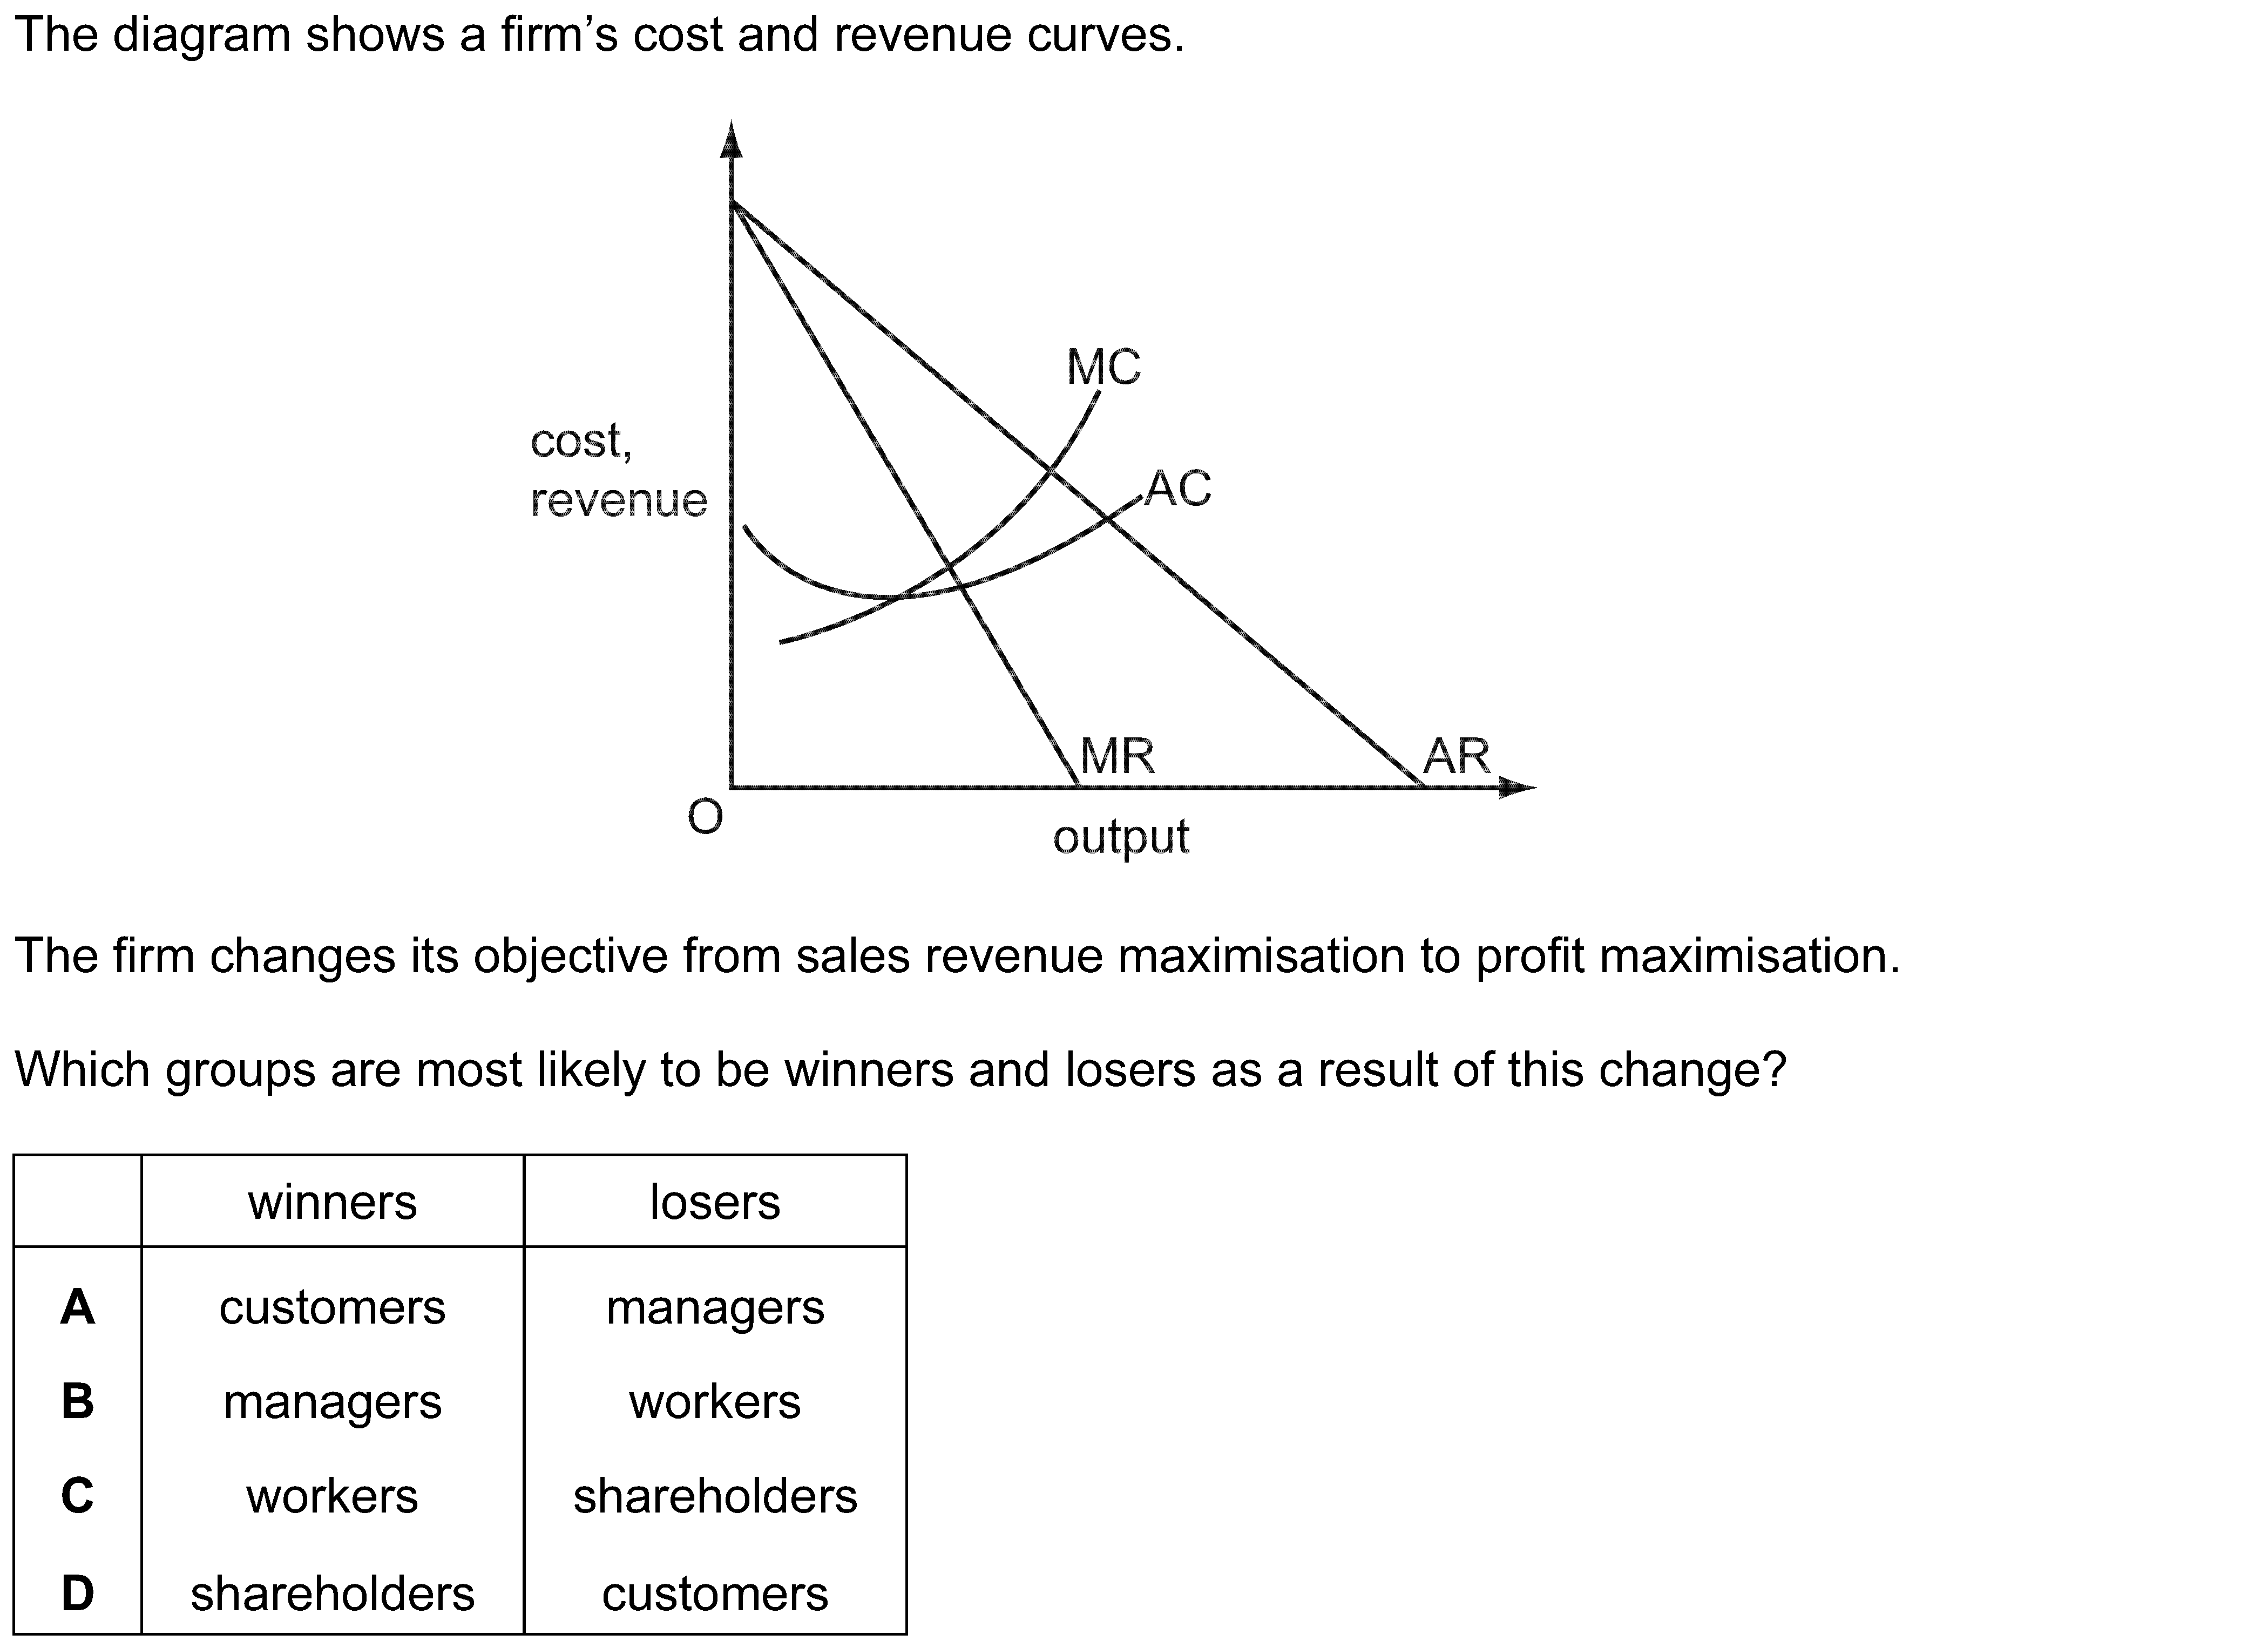 The diagram shows a firm’s cost and revenue curves.
MC
cost,
revenue
AC
MR
AR
O
output
The firm changes its objective from sales revenue maximisation to profit maximisation.
Which groups are most likely to be winners and losers as a result of this change?
winners losers
A customers managers
B managers workers
C workers shareholders
D shareholders customers